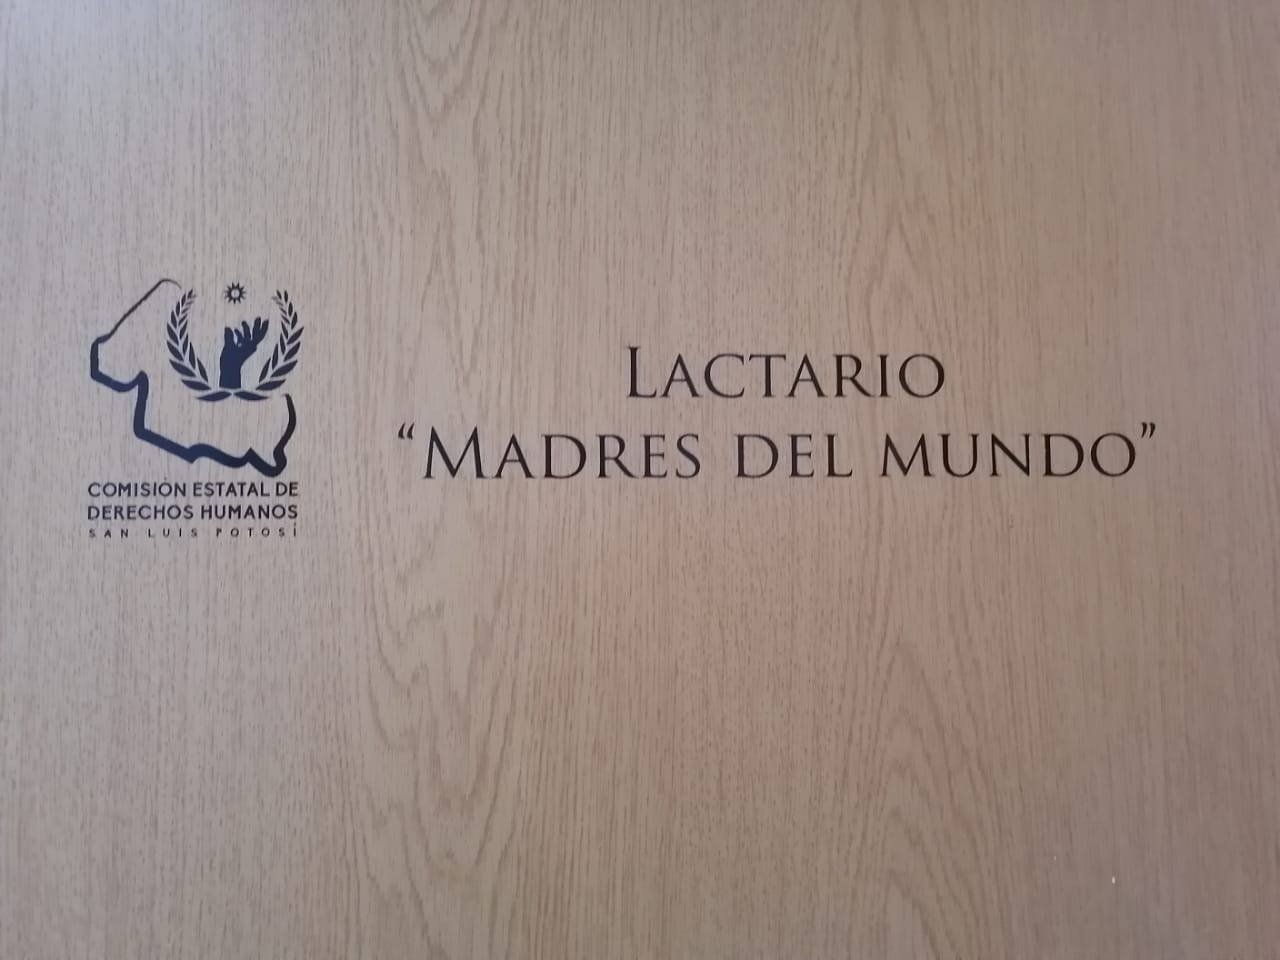 COMISIÓN ESTATAL DE
DERECHOS HUMANOS
SAN LUIS POTOSÍ
LACTARIO
“MADRES DEL MUNDO”